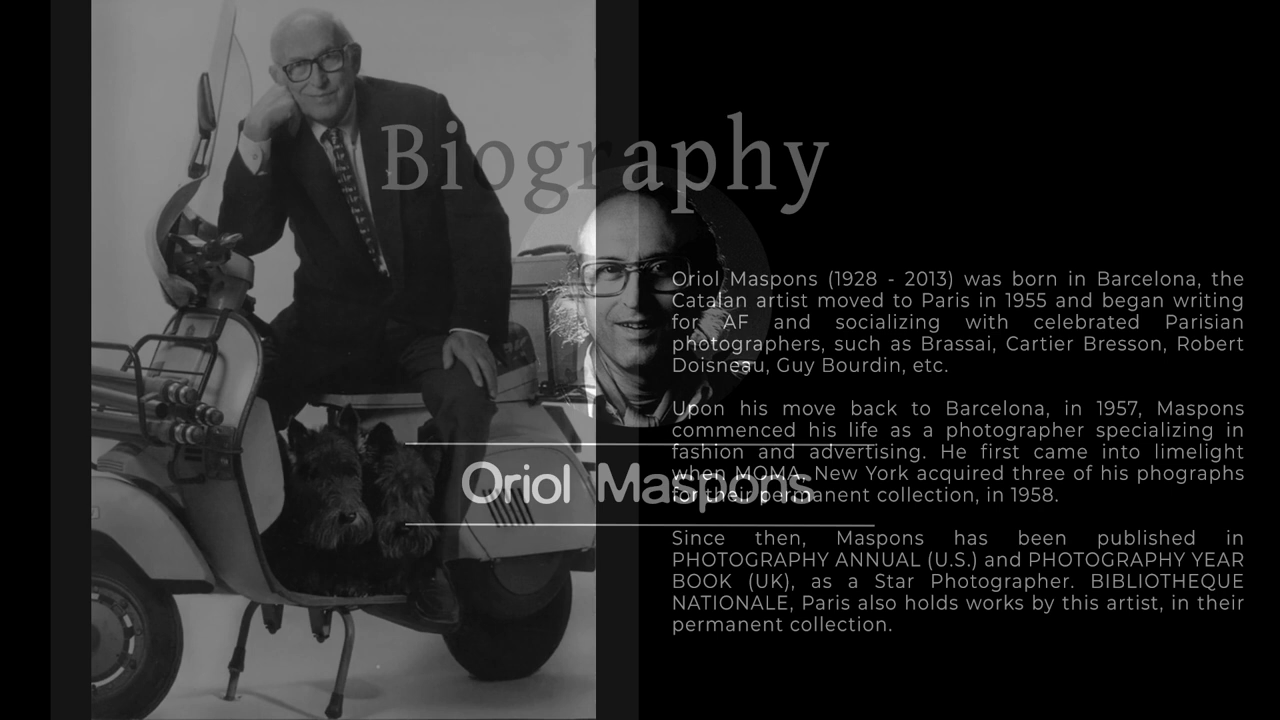 Biography
Oriol Maspons (1928 - 2013) was born in Barcelona, the
Catalan artist moved to Paris in 1955 and began writing
for AF and socializing with celebrated Parisian
photographers, such as Brassai, Cartier Bresson, Robert
Doisneau, Guy Bourdin, etc.
Upon his move back to Barcelona, in 1957, Maspons
commenced his life as a photographer specializing in
fashion and advertising. He first came into limelight
when MOMA, New York acquired three of his phographs
for their permanent collection, in 1958.
Oriol Maspons
Since then, Maspons has been published in
PHOTOGRAPHY ANNUAL (U.S.) and PHOTOGRAPHY YEAR
BOOK (UK), as a Star Photographer. BIBLIOTHEQUE
NATIONALE, Paris also holds works by this artist, in their
permanent collection.